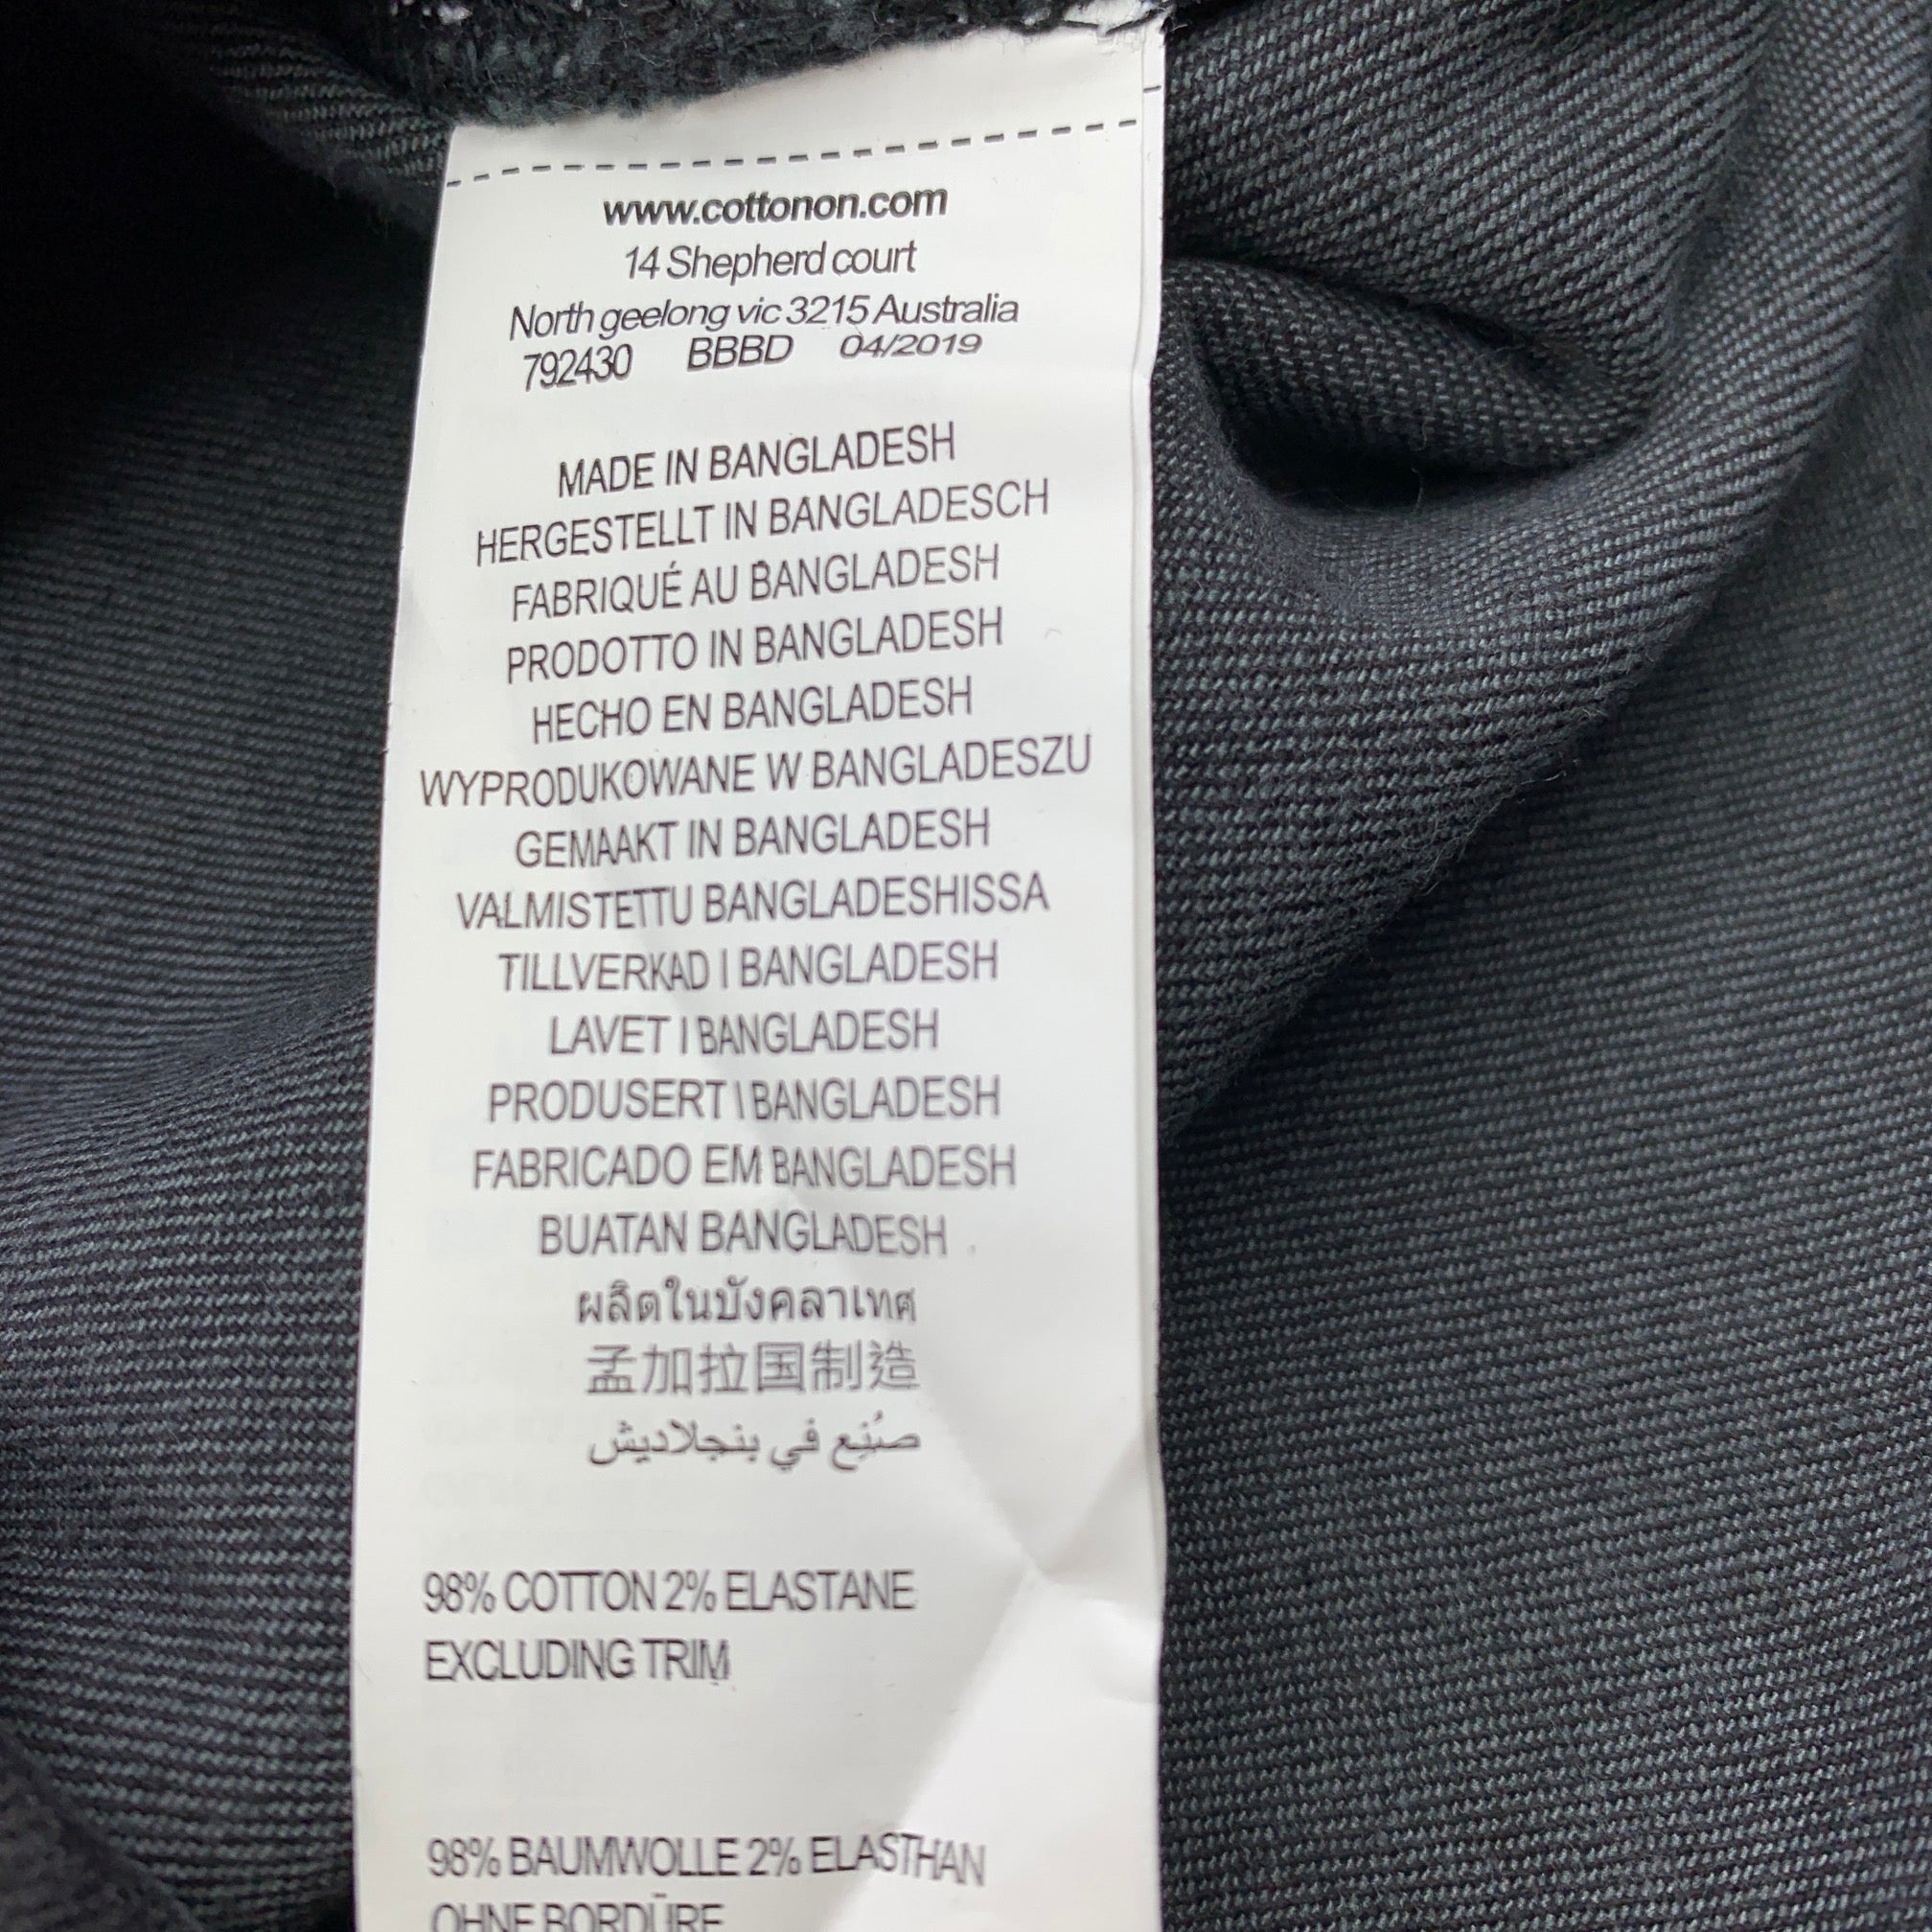 www.cottonon.com
14 Shepherd court
North geelong vic 3215 Australia
792430 BBBD 04/2019
MADE IN BANGLADESH
HERGESTELLT IN BANGLADESCH
FABRIQUÉ AU BANGLADESH
PRODOTTO IN BANGLADESH
HECHO EN BANGLADESH
WYPRODUKOWANE W BANGLADESZU
GEMAAKT IN BANGLADESH
VALMISTETTU BANGLADESHISSA
TILLVERKAD I BANGLADESH
LAVET I BANGLADESH
PRODUSERT I BANGLADESH
FABRICADO EM BANGLADESH
BUATAN BANGLADESH
ผลิตในบังคลาเทศ
孟加拉国制造
صُنِع في بنجلاديش
98% COTTON 2% ELASTANE
EXCLUDING TRIM
98% BAUMWOLLE 2% ELASTHAN
OHNE BORDÜRE